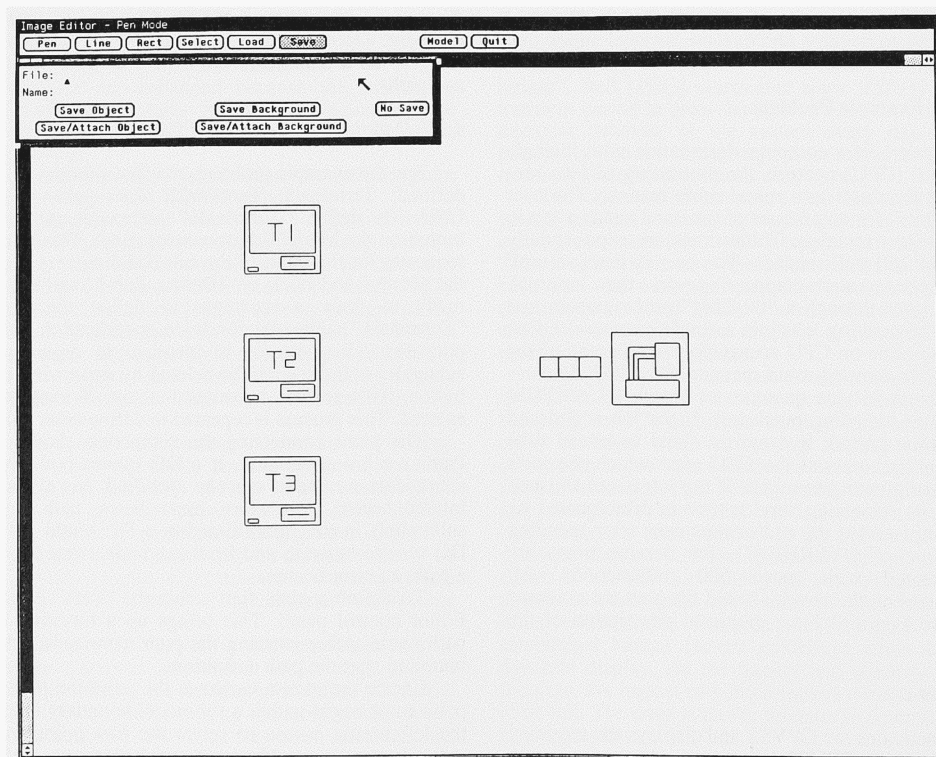 Image Editor - Pen Mode
Pen Line Rect Select Load Save Model Quit
File:
Name:
Save Object Save Background No Save
Save/Attach Object Save/Attach Background
T1
T2
T3